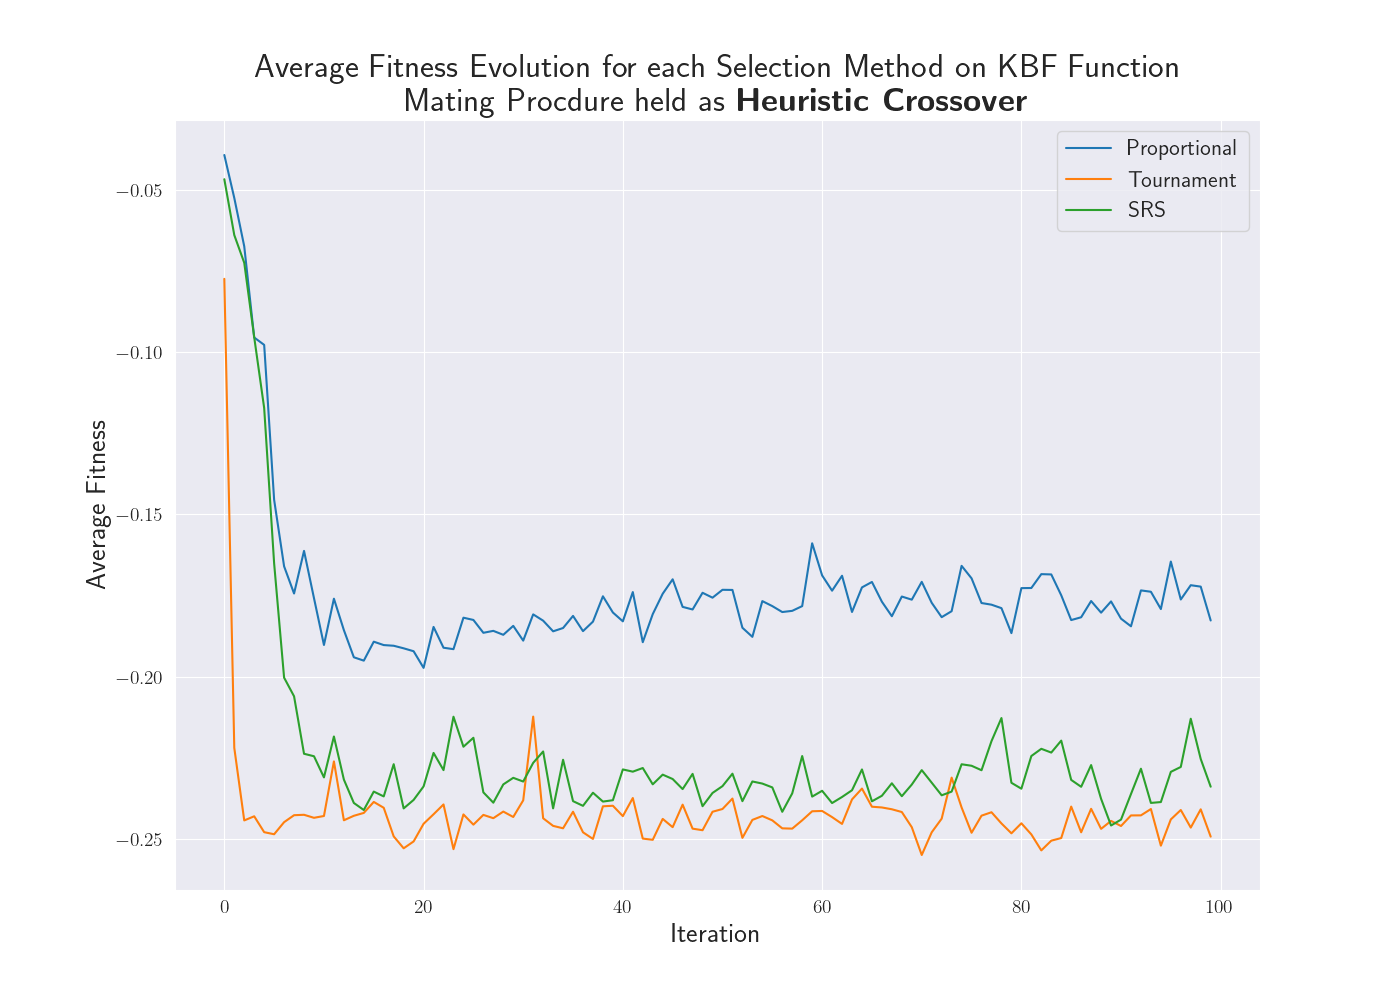 Average Fitness Evolution for each Selection Method on KBF Function
Mating Procdure held as Heuristic Crossover
Proportional
Tournament
SRS
Average Fitness
−0.05
−0.10
−0.15
−0.20
−0.25
0 20 40 60 80 100
Iteration